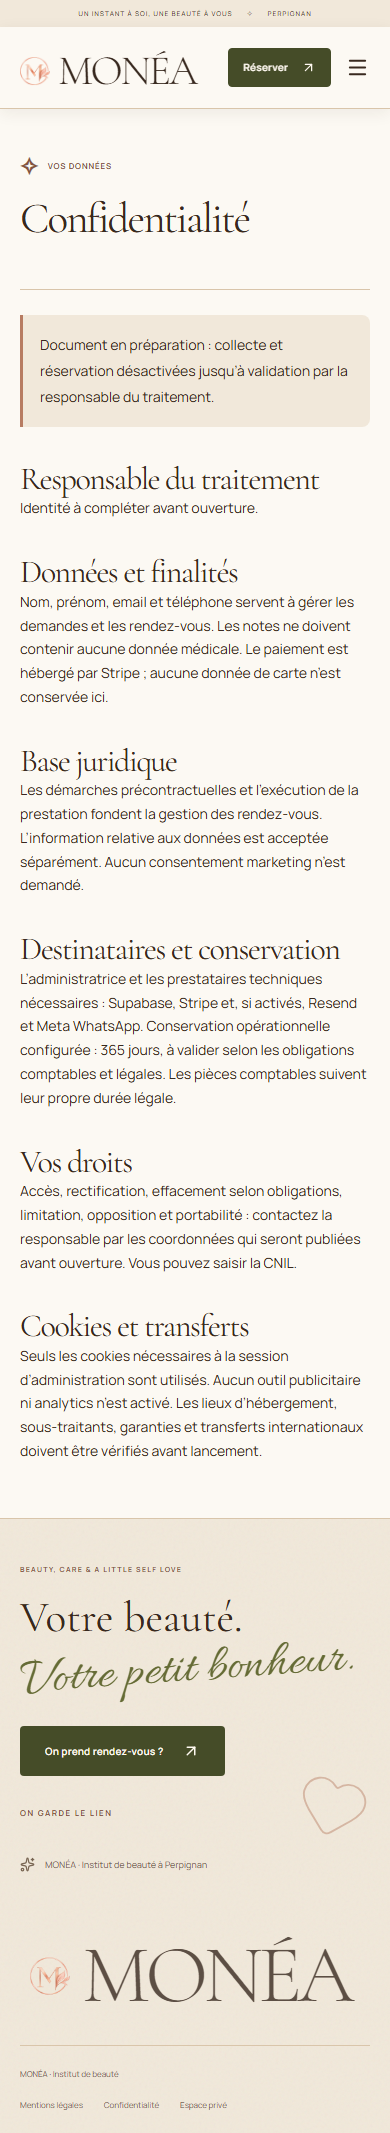 UN INSTANT À SOI, UNE BEAUTÉ À VOUS ✧ PERPIGNAN
MONÉA
Réserver
VOS DONNÉES
Confidentialité
Document en préparation : collecte et
réservation désactivées jusqu'à validation par la
responsable du traitement.
Responsable du traitement
Identité à compléter avant ouverture.
Données et finalités
Nom, prénom, email et téléphone servent à gérer les
demandes et les rendez-vous. Les notes ne doivent
contenir aucune donnée médicale. Le paiement est
hébergé par Stripe ; aucune donnée de carte n'est
conservée ici.
Base juridique
Les démarches précontractuelles et l'exécution de la
prestation fondent la gestion des rendez-vous.
L'information relative aux données est acceptée
séparément. Aucun consentement marketing n'est
demandé.
Destinataires et conservation
L'administratrice et les prestataires techniques
nécessaires : Supabase, Stripe et, si activés, Resend
et Meta WhatsApp. Conservation opérationnelle
configurée : 365 jours, à valider selon les obligations
comptables et légales. Les pièces comptables suivent
leur propre durée légale.
Vos droits
Accès, rectification, effacement selon obligations,
limitation, opposition et portabilité : contactez la
responsable par les coordonnées qui seront publiées
avant ouverture. Vous pouvez saisir la CNIL.
Cookies et transferts
Seuls les cookies nécessaires à la session
d'administration sont utilisés. Aucun outil publicitaire
ni analytics n'est activé. Les lieux d'hébergement,
sous-traitants, garanties et transferts internationaux
doivent être vérifiés avant lancement.
BEAUTY, CARE & A LITTLE SELF LOVE
Votre beauté.
Votre petit bonheur.
On prend rendez-vous ?
ON GARDE LE LIEN
MONÉA · Institut de beauté à Perpignan
MONÉA
MONÉA · Institut de beauté
Mentions légales Confidentialité Espace privé